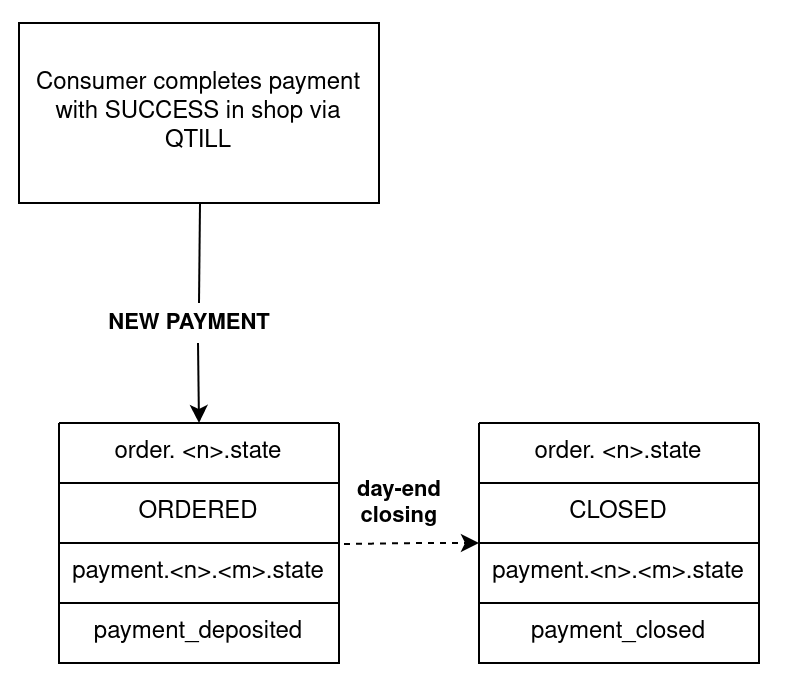 Consumer completes payment
with SUCCESS in shop via
QTILL
NEW PAYMENT
order. <n>.state
ORDERED
payment.<n>.<m>.state
payment_deposited
day-end
closing
order. <n>.state
CLOSED
payment.<n>.<m>.state
payment_closed